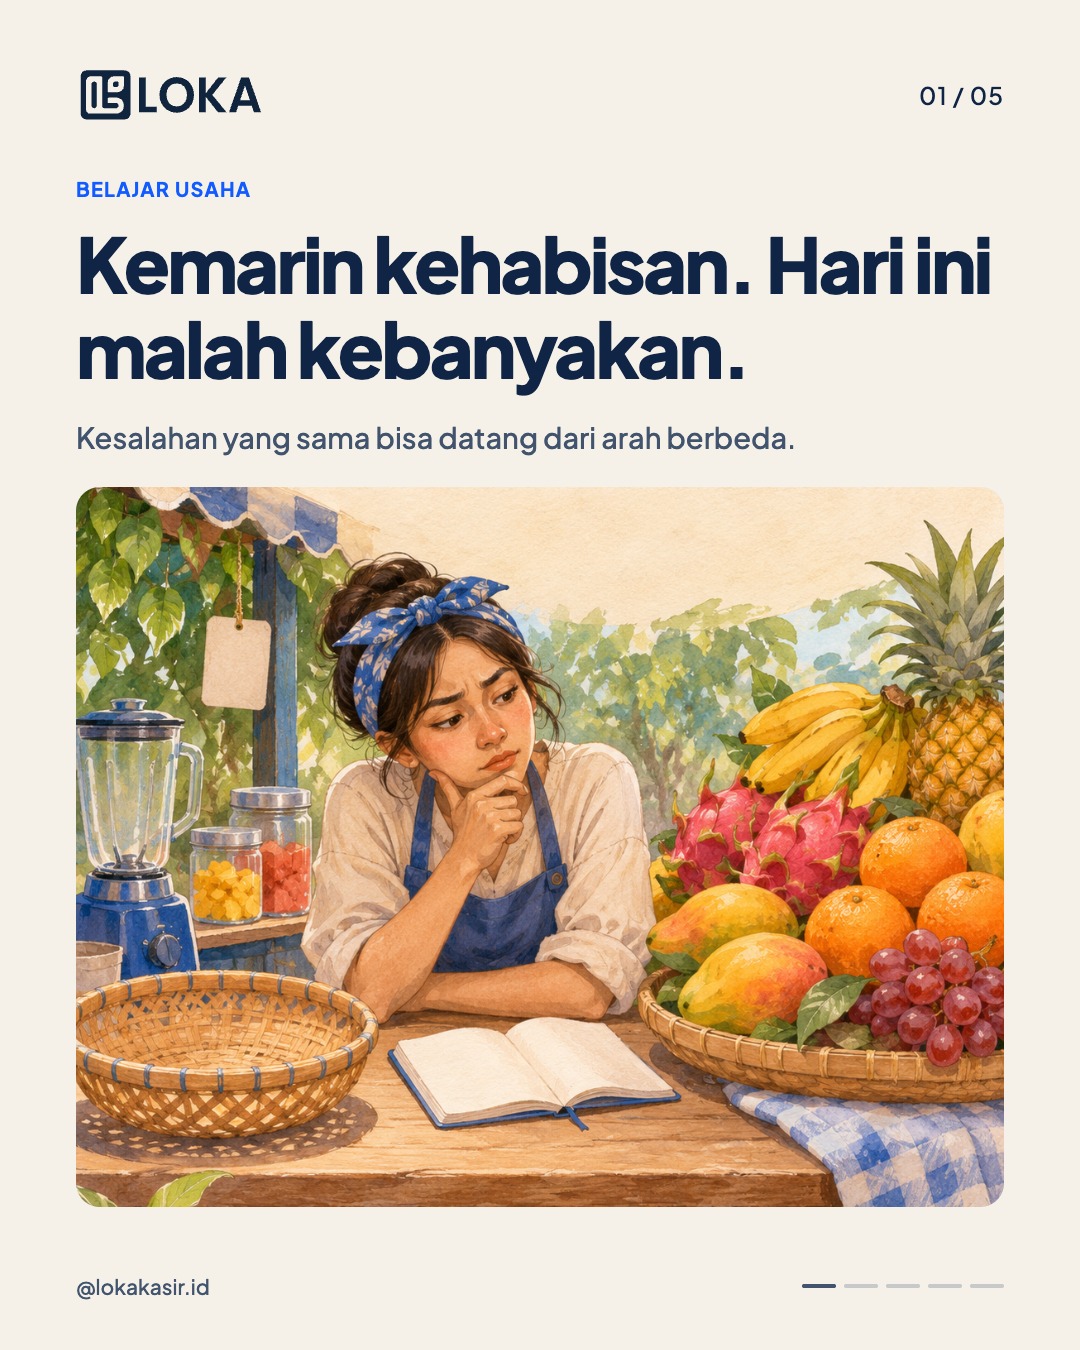 LOKA
01 / 05
BELAJAR USAHA
Kemarin kehabisan. Hari ini
malah kebanyakan.
Kesalahan yang sama bisa datang dari arah berbeda.
@lokakasir.id